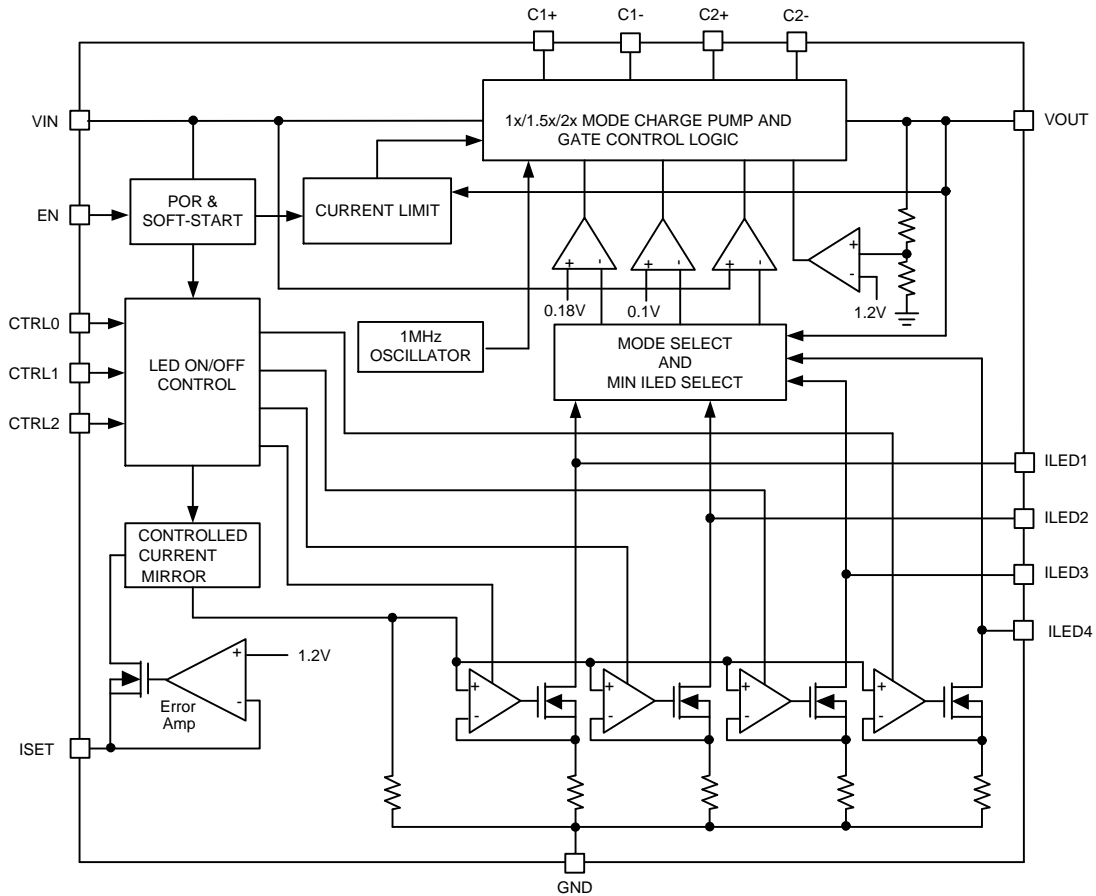 C1+ C1- C2+ C2-
VIN
1x/1.5x/2x MODE CHARGE PUMP AND
GATE CONTROL LOGIC
VOUT
EN
POR &
SOFT-START
CURRENT LIMIT
+ - + - + -
+
-
0.18V
0.1V
1.2V
CTRL0
CTRL1
CTRL2
LED ON/OFF
CONTROL
1MHz
OSCILLATOR
MODE SELECT
AND
MIN ILED SELECT
ILED1
ILED2
ILED3
ILED4
CONTROLLED
CURRENT
MIRROR
+
-
1.2V
Error
Amp
ISET
+ + + +
- - - -
GND